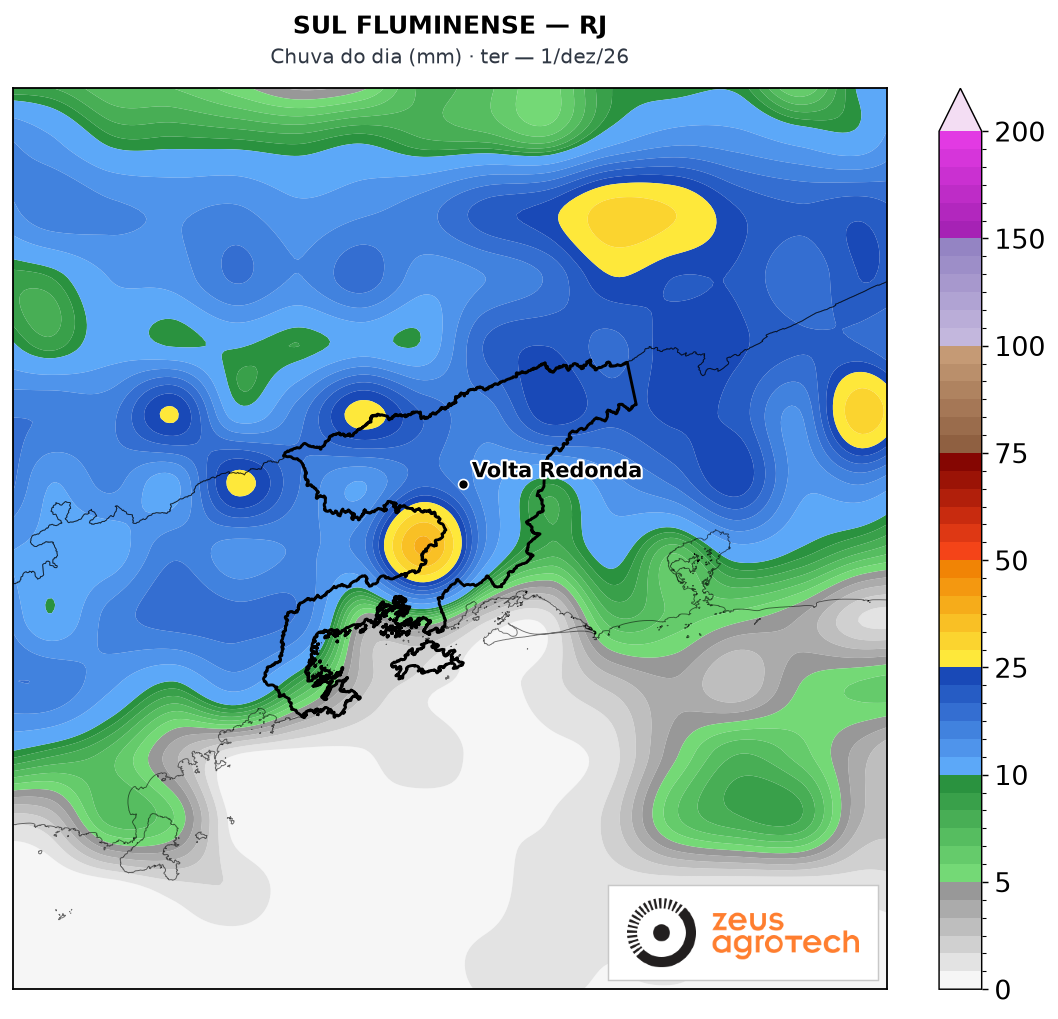 SUL FLUMINENSE — RJ
Chuva do dia (mm) · ter — 1/dez/26
200
150
100
75
50
25
10
5
0
Volta Redonda
zeus
agrotech